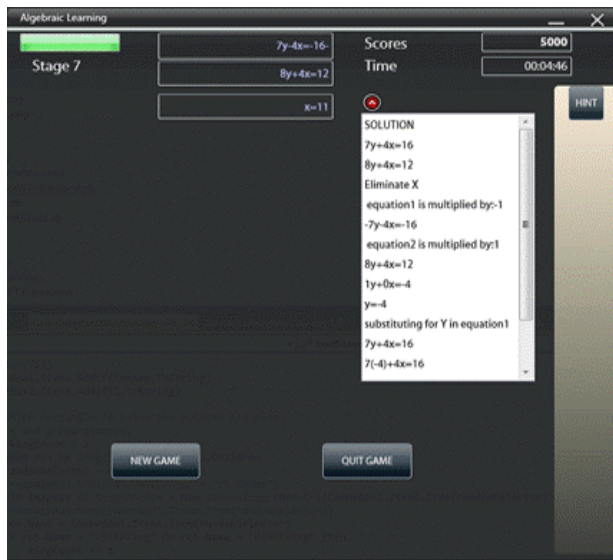 Algebraic Learning
7y-4x=-16-
Scores
5000
Stage 7
8y+4x=12
Time
00:04:46
x=11
HINT
SOLUTION
7y+4x=16
8y+4x=12
Eliminate X
equation1 is multiplied by:-1
-7y-4x=-16
equation2 is multiplied by:1
8y+4x=12
1y+0x=-4
y=-4
substituting for Y in equation1
7y+4x=16
7(-4)+4x=16
NEW GAME
QUIT GAME